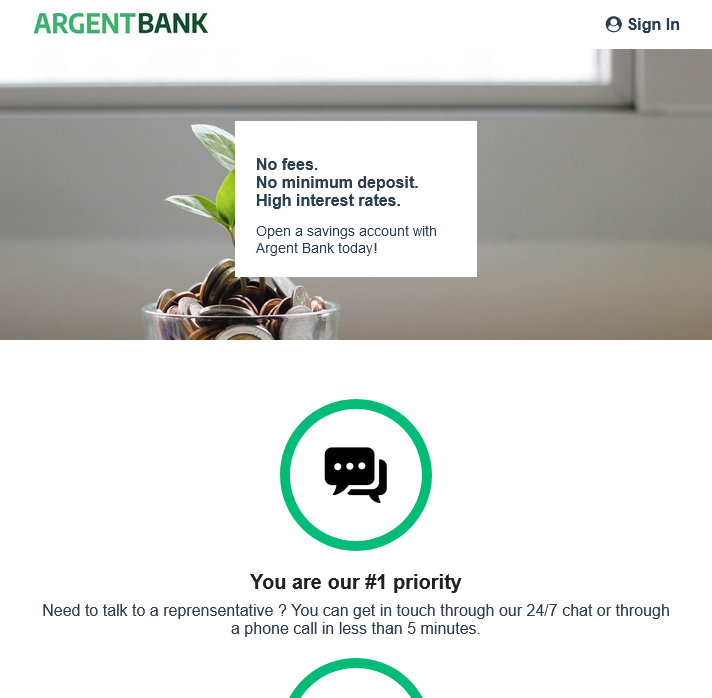 ARGENTBANK
Sign In
No fees.
No minimum deposit.
High interest rates.
Open a savings account with
Argent Bank today!
You are our #1 priority
Need to talk to a reprensentative ? You can get in touch through our 24/7 chat or through
a phone call in less than 5 minutes.